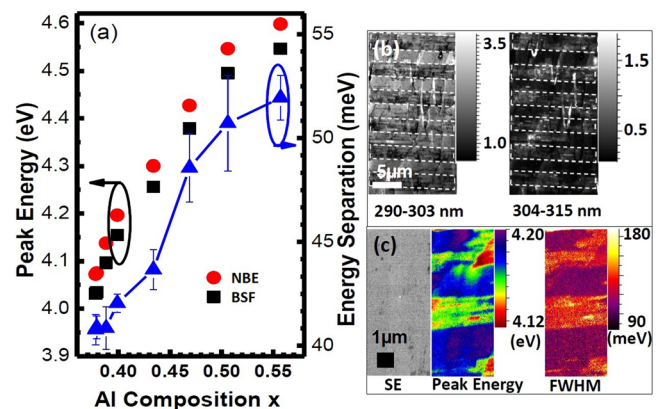 (a)
4.6
4.5
4.4
4.3
4.2
4.1
4.0
3.9
Peak Energy (eV)
NBE
BSF
0.40
0.45
0.50
0.55
Al Composition x
55
50
45
40
Energy Separation (meV)
(b)
3.5
1.0
5µm
290-303 nm
1.5
0.5
304-315 nm
(c)
1µm
SE
4.20
4.12
(eV)
Peak Energy
180
90
(meV)
FWHM